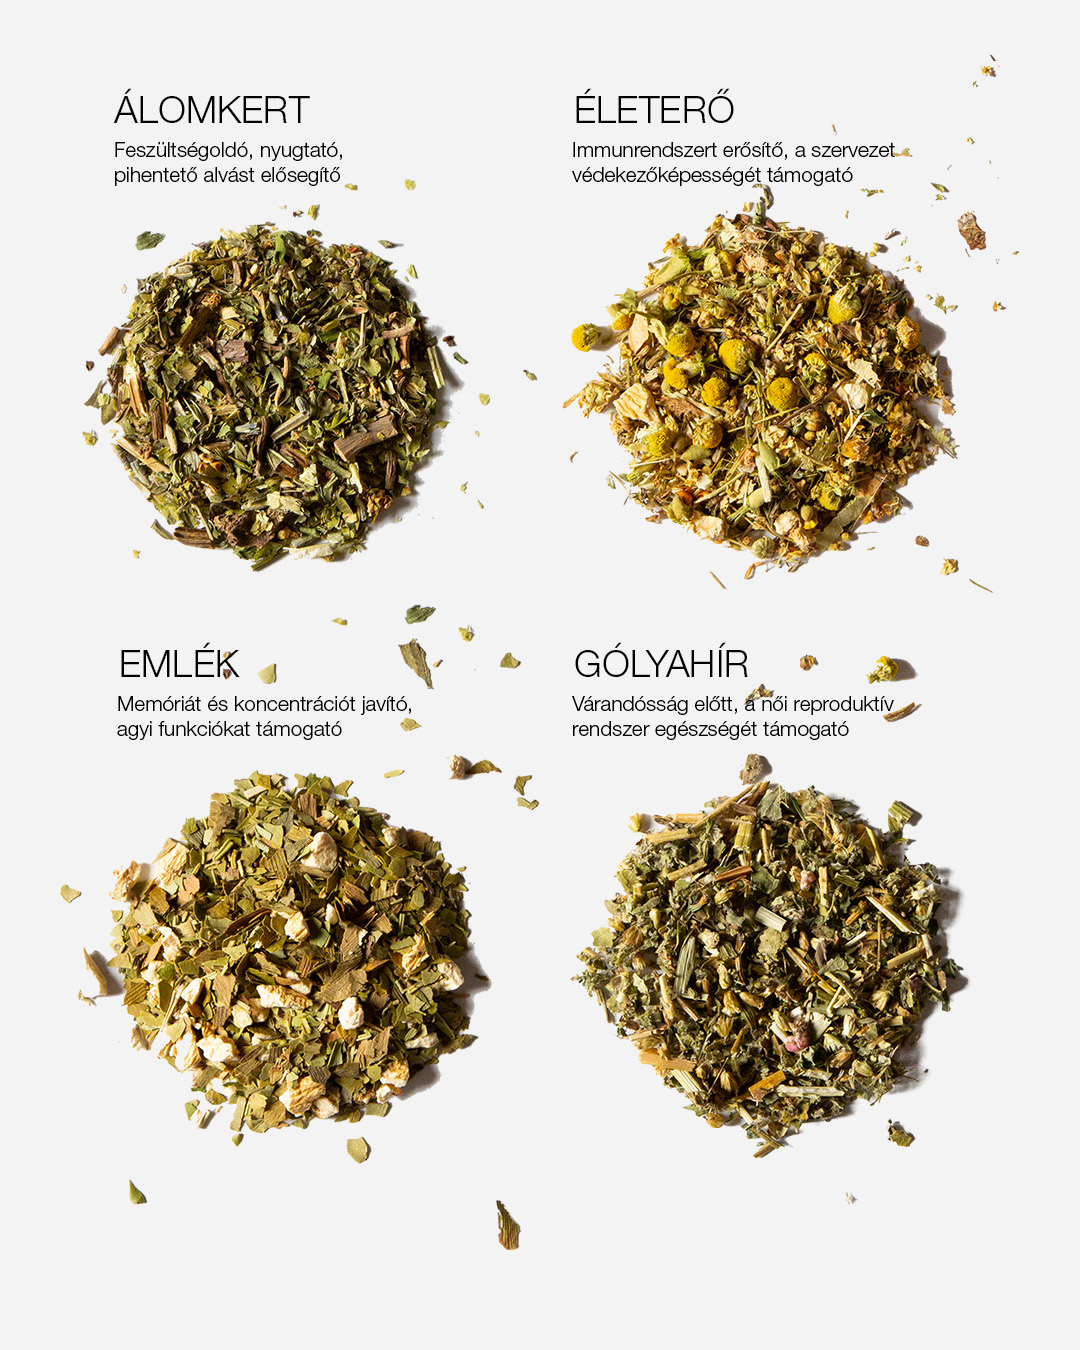 ÁLOMKERT
Feszültségoldó, nyugtató,
pihentető alvást elősegítő
ÉLETERŐ
Immunrendszert erősítő, a szervezet
védekezőképességét támogató
EMLÉK
Memóriát és koncentrációt javító,
agyi funkciókat támogató
GÓLYAHÍR
Várandósság előtt, a női reproduktív
rendszer egészségét támogató